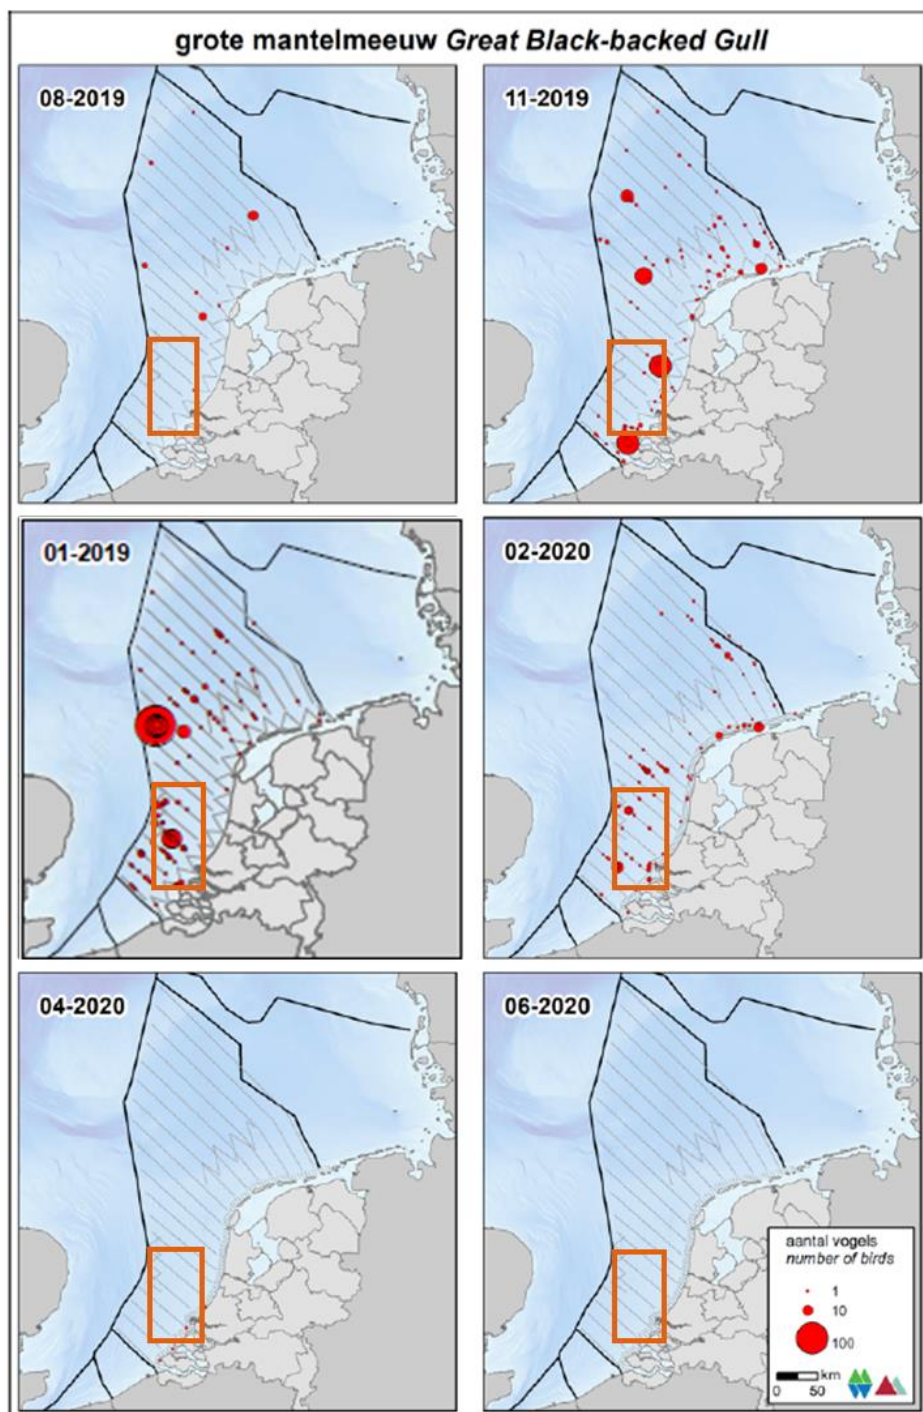 grote mantelmeeuw Great Black-backed Gull
08-2019
11-2019
01-2019
02-2020
04-2020
06-2020
aantal vogels
number of birds
1
10
100
km
0 50